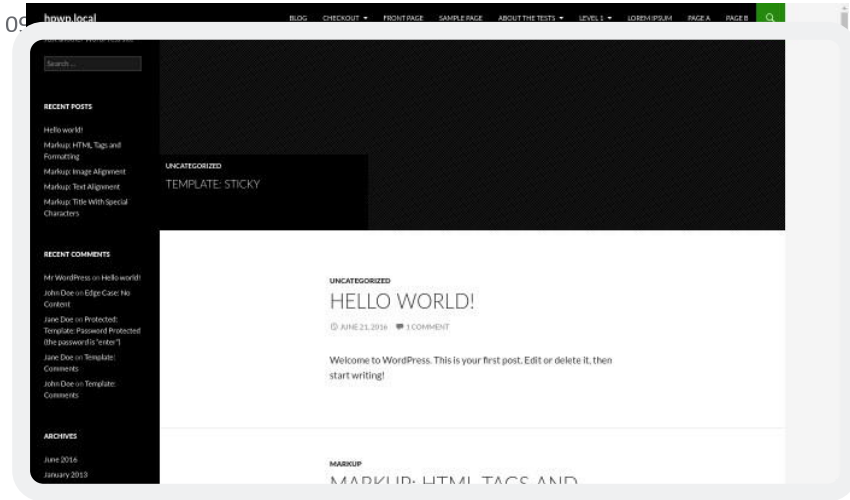 09
hpwp.local
BLOG CHECKOUT FRONT PAGE SAMPLE PAGE ABOUT THE TESTS LEVEL 1 LOREM IPSUM PAGE A PAGE B
Search ...
RECENT POSTS
Hello world!
Markup: HTML Tags and
Formatting
Markup: Image Alignment
Markup: Text Alignment
Markup: Title With Special
Characters
RECENT COMMENTS
Mr WordPress on Hello world!
John Doe on Edge Case: No
Content
Jane Doe on Protected:
Template: Password Protected
(the password is "enter")
Jane Doe on Template:
Comments
John Doe on Template:
Comments
ARCHIVES
June 2016
January 2013
UNCATEGORIZED
TEMPLATE: STICKY
UNCATEGORIZED
HELLO WORLD!
JUNE 21, 2016 1 COMMENT
Welcome to WordPress. This is your first post. Edit or delete it, then
start writing!
MARKUP
MARKUP: HTML TAGS AND